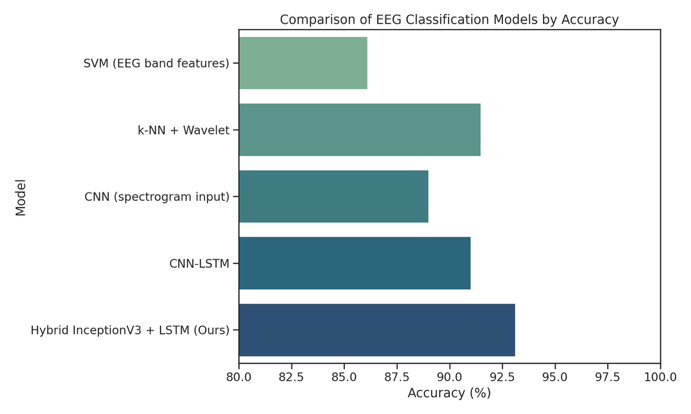 Comparison of EEG Classification Models by Accuracy
SVM (EEG band features)
k-NN + Wavelet
CNN (spectrogram input)
CNN-LSTM
Hybrid InceptionV3 + LSTM (Ours)
Model
80.0 82.5 85.0 87.5 90.0 92.5 95.0 97.5 100.0
Accuracy (%)